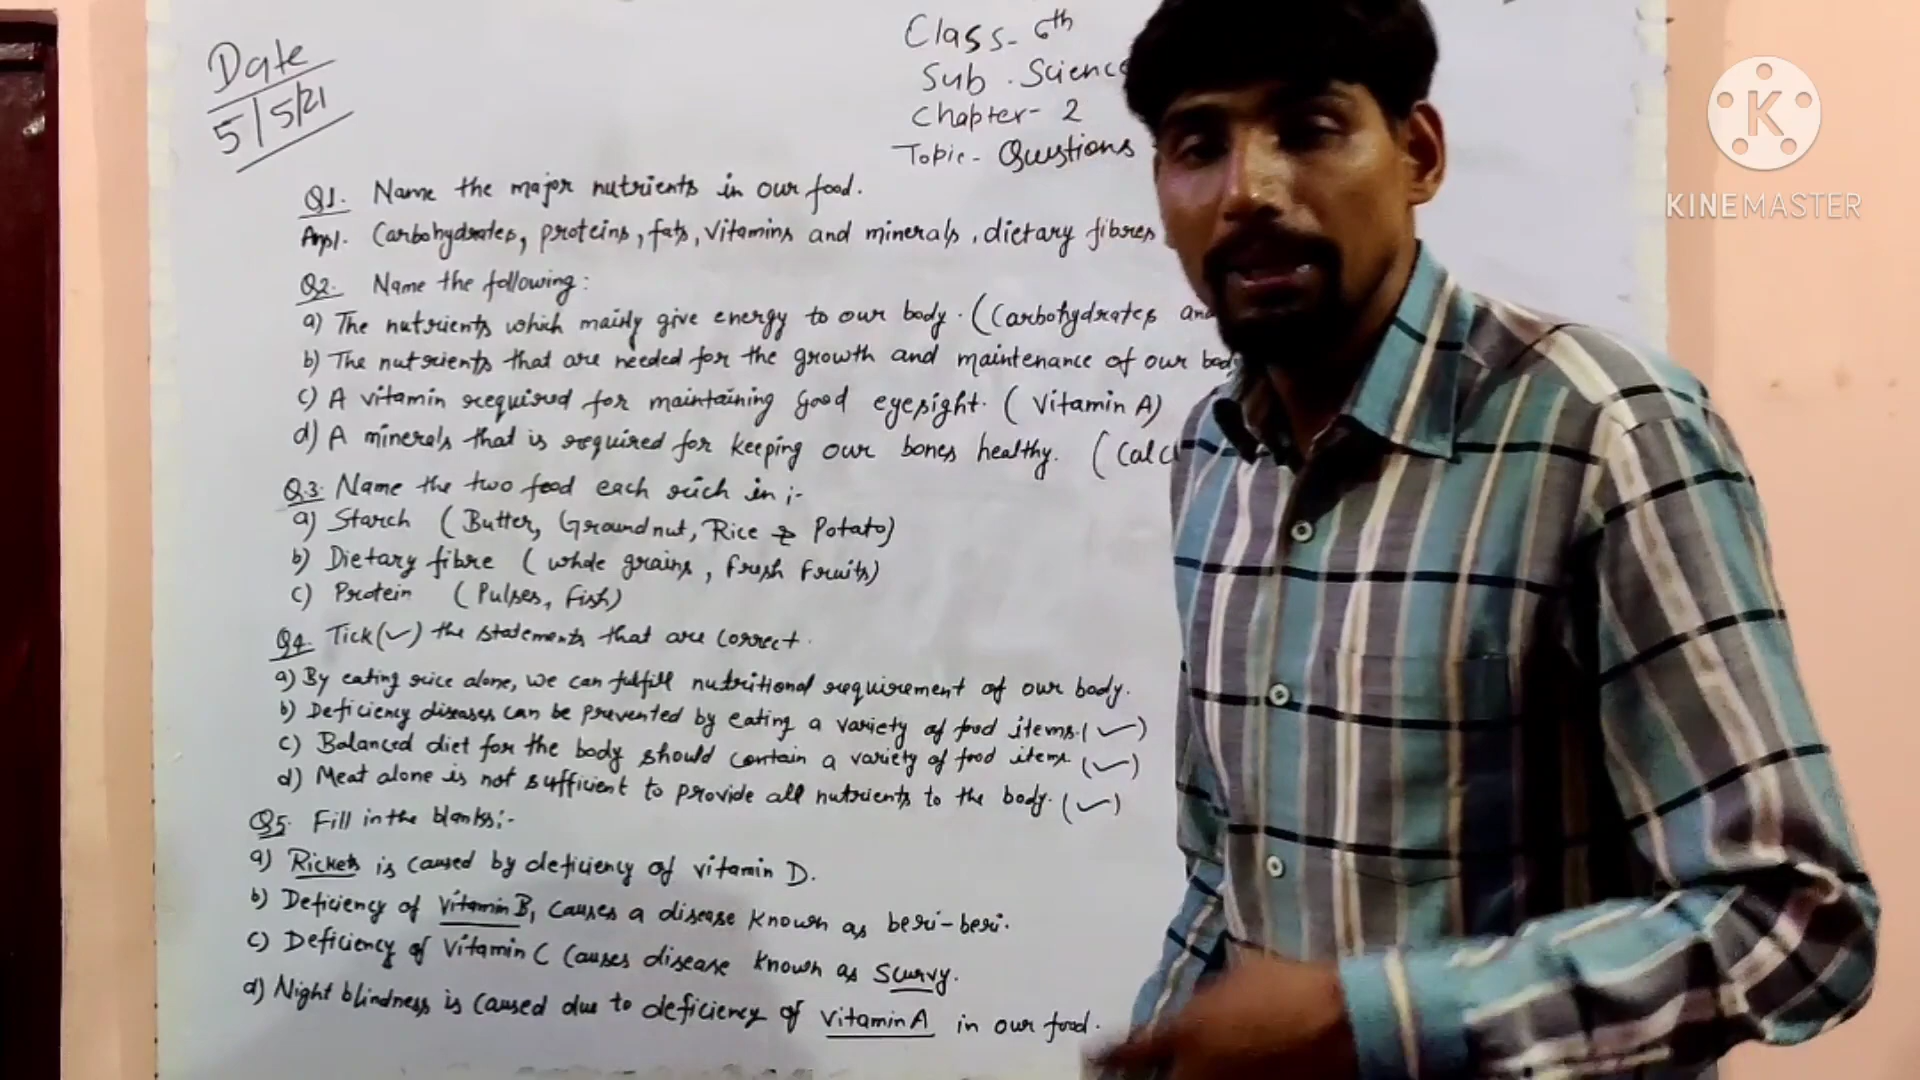 Date
5/5/21
Class- 6th
Sub. Science
Chapter- 2
Topic- Questions
K
KINEMASTER
Q1. Name the major nutrients in our food.
Ans1. Carbohydrates, proteins, fats, vitamins and minerals, dietary fibres
Q2. Name the following:
a) The nutrients which mainly give energy to our body. (Carbohydrates and
b) The nutrients that are needed for the growth and maintenance of our body
c) A vitamin required for maintaining good eyesight. (Vitamin A)
d) A minerals that is required for keeping our bones healthy. (Calc
Q.3. Name the two food each rich in :-
a) Starch (Butter, Groundnut, Rice & Potato)
b) Dietary fibre (whole grains, fresh fruits)
c) Protein (Pulses, fish)
Q4. Tick(✓) the statements that are correct.
a) By eating rice alone, we can fulfill nutritional requirement of our body.
b) Deficiency diseases can be prevented by eating a variety of food items. (✓)
c) Balanced diet for the body should contain a variety of food items (✓)
d) Meat alone is not sufficient to provide all nutrients to the body. (✓)
Q5. Fill in the blanks:-
a) Rickets is caused by deficiency of vitamin D.
b) Deficiency of vitamin B1 causes a disease known as beri-beri.
c) Deficiency of vitamin C causes disease known as scurvy.
d) Night blindness is caused due to deficiency of vitamin A in our food.